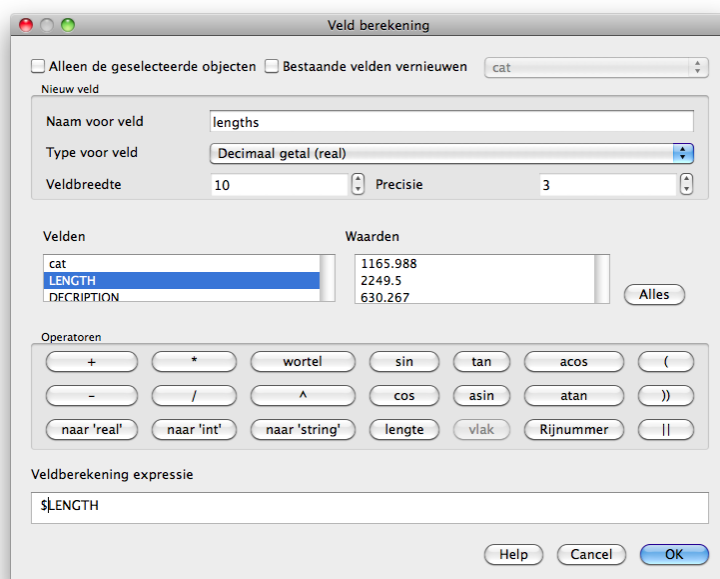 Veld berekening
Alleen de geselecteerde objecten Bestaande velden vernieuwen cat
Nieuw veld
Naam voor veld lengths
Type voor veld Decimaal getal (real)
Veldbreedte 10 Precisie 3
Velden Waarden
cat 1165.988
LENGTH 2249.5
DECRIPTION 630.267
Alles
Operatoren
+ * wortel sin tan acos (
- / ^ cos asin atan ))
naar 'real' naar 'int' naar 'string' lengte vlak Rijnummer ||
Veldberekening expressie
$LENGTH
Help Cancel OK